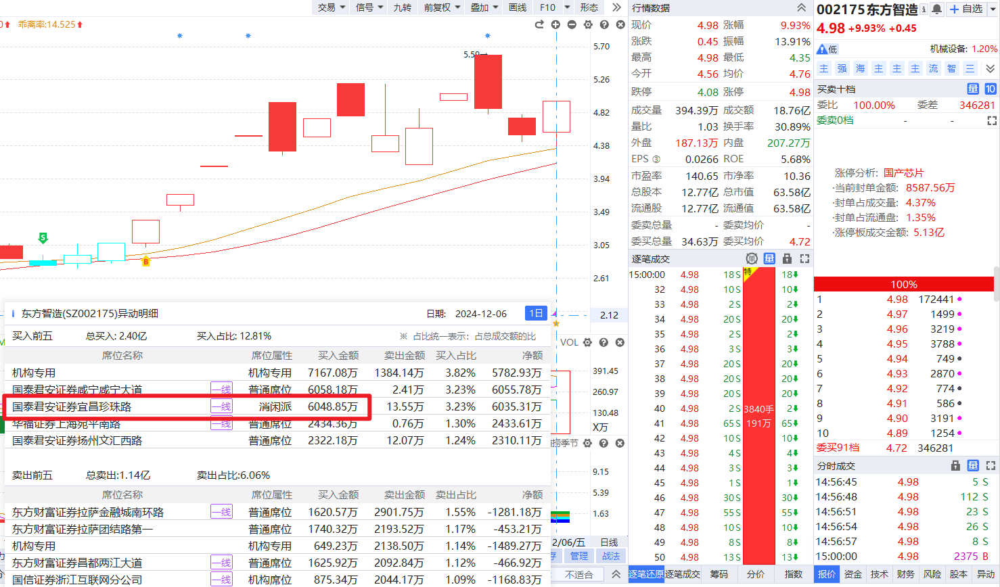 交易 信号 九转 前复权 叠加 画线 F10 形态
0 乖离率:14.525
5.59→
5.70
5.26
4.82
4.38
3.94
3.49
3.05
2.61
2.12
S
B
VOL
391.45
260.97
130.48
X万
捞季节
9.15
5.39
1.63
2/06/五 日线
存 管理 战法
不适合
东方智造(SZ002175)异动明细 日期: 2024-12-06 1日
买入前五 总买入: 2.40亿 买入占比: 12.81% ※ 占比统一表示: 占总成交额的比
席位名称 席位属性 买入金额 卖出金额 买入占比 净额
机构专用 机构专用 7167.08万 1384.14万 3.82% 5782.93万
国泰君安证券咸宁咸宁大道 一线 普通席位 6058.18万 2.41万 3.23% 6055.78万
国泰君安证券宜昌珍珠路 一线 消闲派 6048.85万 13.55万 3.23% 6035.31万
华福证券上海宛平南路 一线 普通席位 2434.36万 0.76万 1.30% 2433.61万
国泰君安证券扬州文汇西路 普通席位 2322.18万 12.07万 1.24% 2310.11万
卖出前五 总卖出:1.14亿 卖出占比:6.06%
席位名称 席位属性 买入金额 卖出金额 卖出占比 净额
东方财富证券拉萨金融城南环路 一线 普通席位 1620.57万 2901.75万 1.55% -1281.18万
东方财富证券拉萨团结路第一 普通席位 1740.32万 2193.52万 1.17% -453.21万
机构专用 机构专用 649.23万 2138.50万 1.14% -1489.27万
东方财富证券昌都两江大道 一线 普通席位 1625.92万 2092.84万 1.12% -466.92万
国信证券浙江互联网分公司 一线 机构席位 875.34万 2044.17万 1.09% -1168.83万
行情数据
现价 4.98 涨幅 9.93%
涨跌 0.45 振幅 13.91%
最高 4.98 最低 4.35
今开 4.56 均价 4.76
跌停 4.08 涨停 4.98
成交量 394.39万 成交额 18.76亿
量比 1.03 换手率 30.89%
外盘 187.13万 内盘 207.27万
EPS ③ 0.0266 ROE 5.68%
市盈率 140.65 市净率 10.36
总股本 12.77亿 总市值 63.58亿
流通股 12.77亿 流通值 63.58亿
委卖总量 - 委卖均价 -
委买总量 34.63万 委买均价 4.72
逐笔成交 单 量
15:00:00 4.98 18 S 特 18
32 4.98 10 S 10
33 4.98 2 S 2
34 4.98 20 S 20
35 4.98 2 S 2
36 4.98 3 S 3
37 4.98 20 S 20
38 4.98 20 S 20
39 4.98 20 S 20
40 4.98 2 S 3840手 2
41 4.98 65 S 191万 65
42 4.98 10 S 10
43 4.98 4 S 4
44 4.98 3 S 3
45 4.98 1 S 1
46 4.98 30 S 30
47 4.98 55 S 55
48 4.98 10 S 10
49 4.98 8 S 8
50 4.98 13 S 13
逐笔还原 逐笔成交 筹码 分价 指数
002175东方智造 自选
4.98 +9.93% +0.45
低 机械设备: 1.20%
主 强 海 主 主 主 流 智 三
买卖十档 量 10
委比 100.00% 委差 346281
委卖0档 - -
涨停分析: 国产芯片
·当前封单金额: 8587.56万
·封单占成交量: 4.37%
·封单占流通盘: 1.35%
·涨停板成交金额: 5.13亿
100%
1 4.98 172441
2 4.97 1499
3 4.96 3219
4 4.95 3788
5 4.94 749
6 4.93 2870
7 4.92 774
8 4.91 586
9 4.90 3191
10 4.89 1254
委买91档 4.72 346281
分时成交 量
14:56:45 4.98 5 S
14:56:48 4.98 112 S
14:56:51 4.98 23 S
14:56:54 4.98 26 S
14:56:57 4.98 8 S
15:00:00 4.98 2375 B
报价 资金 技术 财务 风险 股本 异动